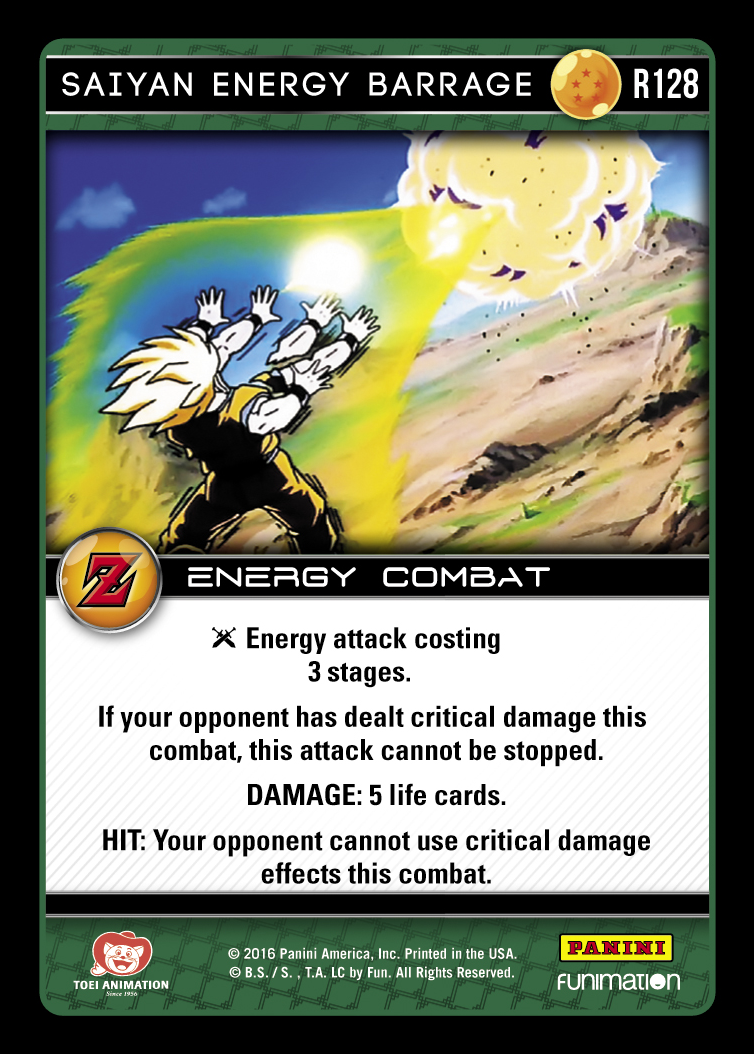 SAIYAN ENERGY BARRAGE R128
Z
ENERGY COMBAT
Energy attack costing
3 stages.
If your opponent has dealt critical damage this
combat, this attack cannot be stopped.
DAMAGE: 5 life cards.
HIT: Your opponent cannot use critical damage
effects this combat.
TOEI ANIMATION
Since 1956
© 2016 Panini America, Inc. Printed in the USA.
© B.S. / S. , T.A. LC by Fun. All Rights Reserved.
PANINI
FUNIMATION